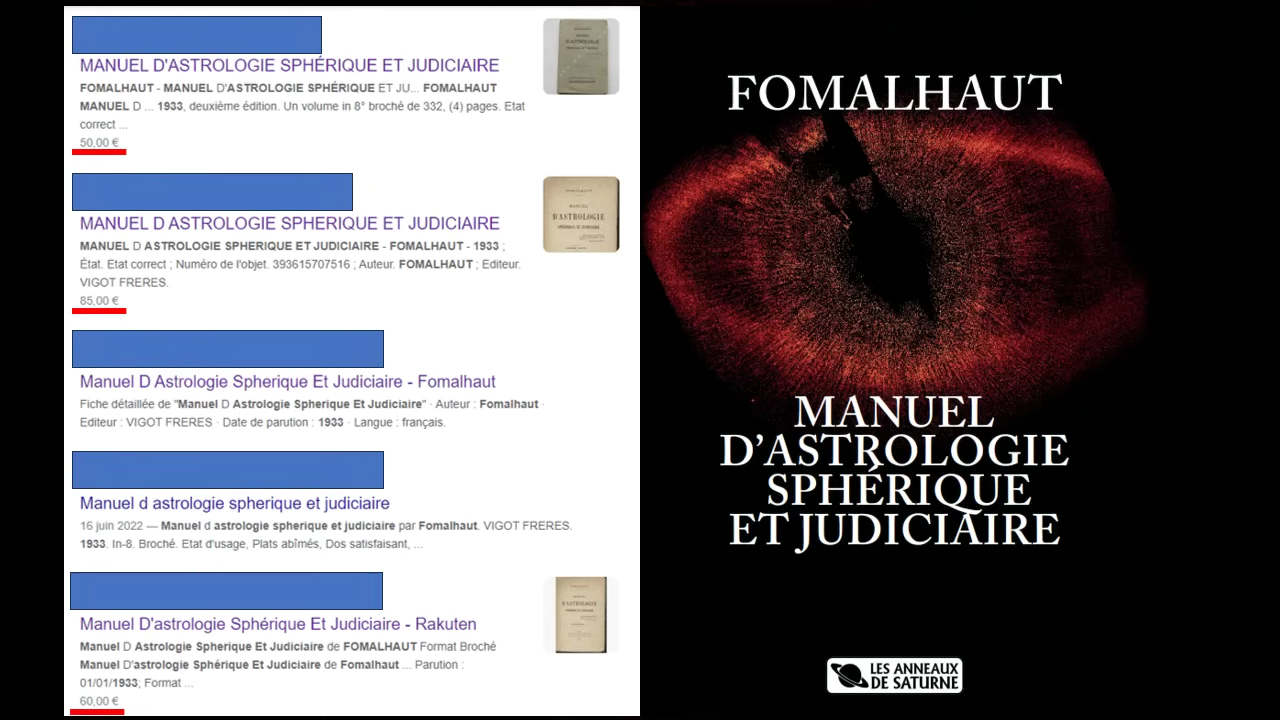 MANUEL D'ASTROLOGIE SPHÉRIQUE ET JUDICIAIRE
FOMALHAUT - MANUEL D'ASTROLOGIE SPHÉRIQUE ET JU... FOMALHAUT
MANUEL D ... 1933, deuxième édition. Un volume in 8° broché de 332, (4) pages. Etat
correct ...
50,00 €
MANUEL D ASTROLOGIE SPHERIQUE ET JUDICIAIRE
MANUEL D ASTROLOGIE SPHERIQUE ET JUDICIAIRE - FOMALHAUT - 1933 ;
État. Etat correct ; Numéro de l'objet. 393615707516 ; Auteur. FOMALHAUT ; Editeur.
VIGOT FRERES.
85,00 €
D'ASTROLOGIE
Manuel D Astrologie Spherique Et Judiciaire - Fomalhaut
Fiche détaillée de "Manuel D Astrologie Spherique Et Judiciaire" · Auteur : Fomalhaut ·
Editeur : VIGOT FRERES · Date de parution : 1933 · Langue : français.
Manuel d astrologie spherique et judiciaire
16 juin 2022 — Manuel d astrologie spherique et judiciaire par Fomalhaut. VIGOT FRERES.
1933. In-8. Broché. Etat d'usage, Plats abîmés, Dos satisfaisant, ...
Manuel D'astrologie Sphérique Et Judiciaire - Rakuten
Manuel D Astrologie Spherique Et Judiciaire de FOMALHAUT Format Broché
Manuel D'astrologie Sphérique Et Judiciaire de Fomalhaut ... Parution :
01/01/1933; Format ...
60,00 €
FOMALHAUT
MANUEL
D'ASTROLOGIE
SPHÉRIQUE
ET JUDICIAIRE
LES ANNEAUX
DE SATURNE